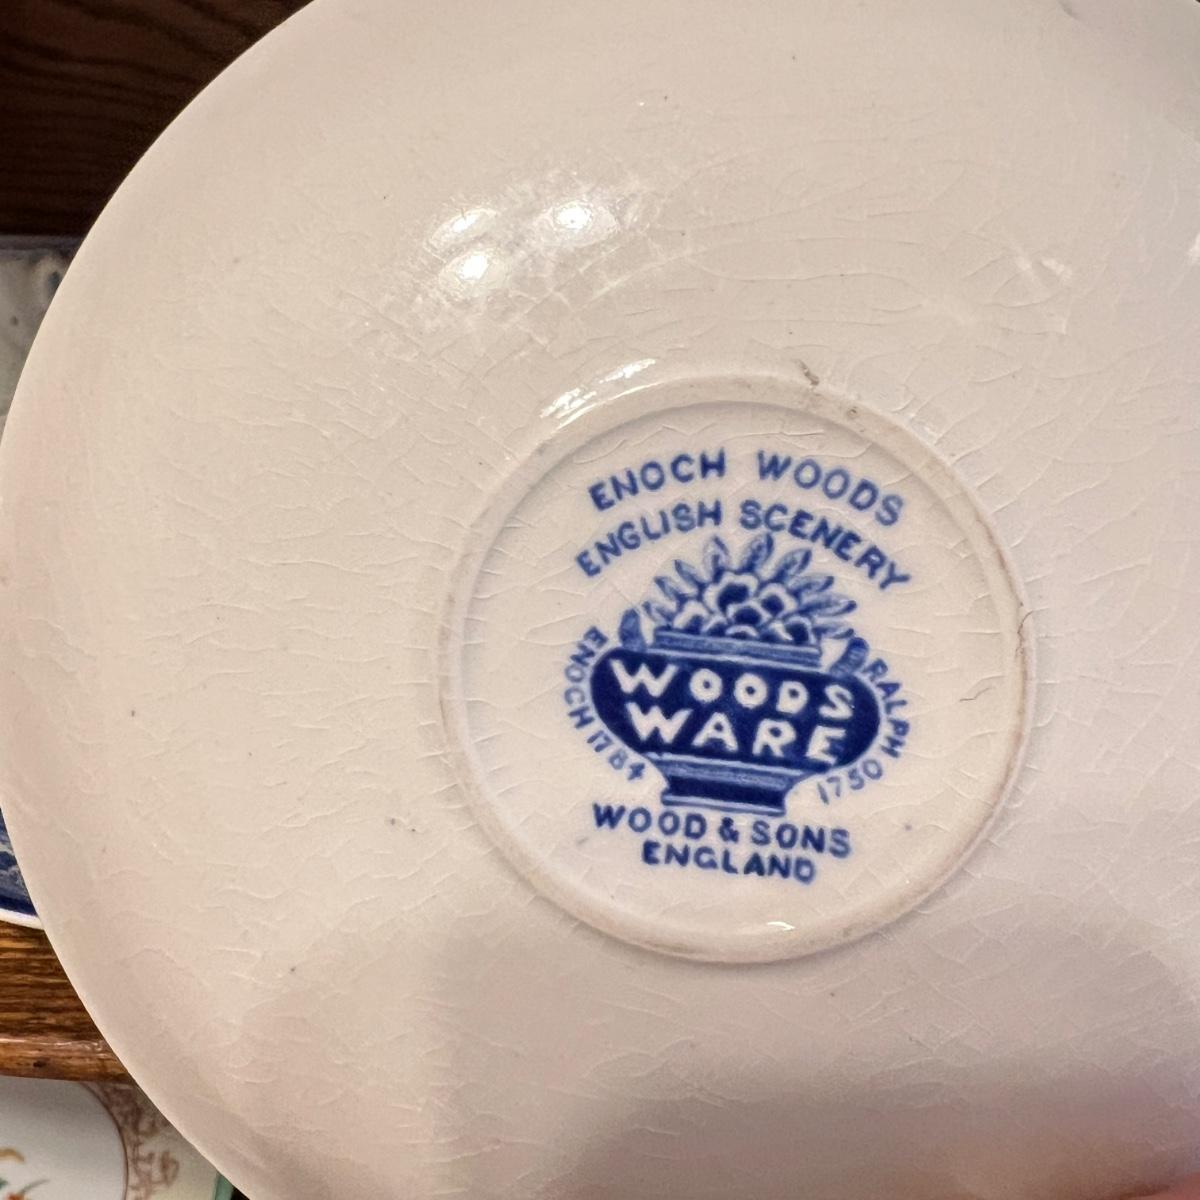 ENOCH WOODS
ENGLISH SCENERY
WOODS
WARE
ENOCH 1784
RALPH 1750
WOOD & SONS
ENGLAND